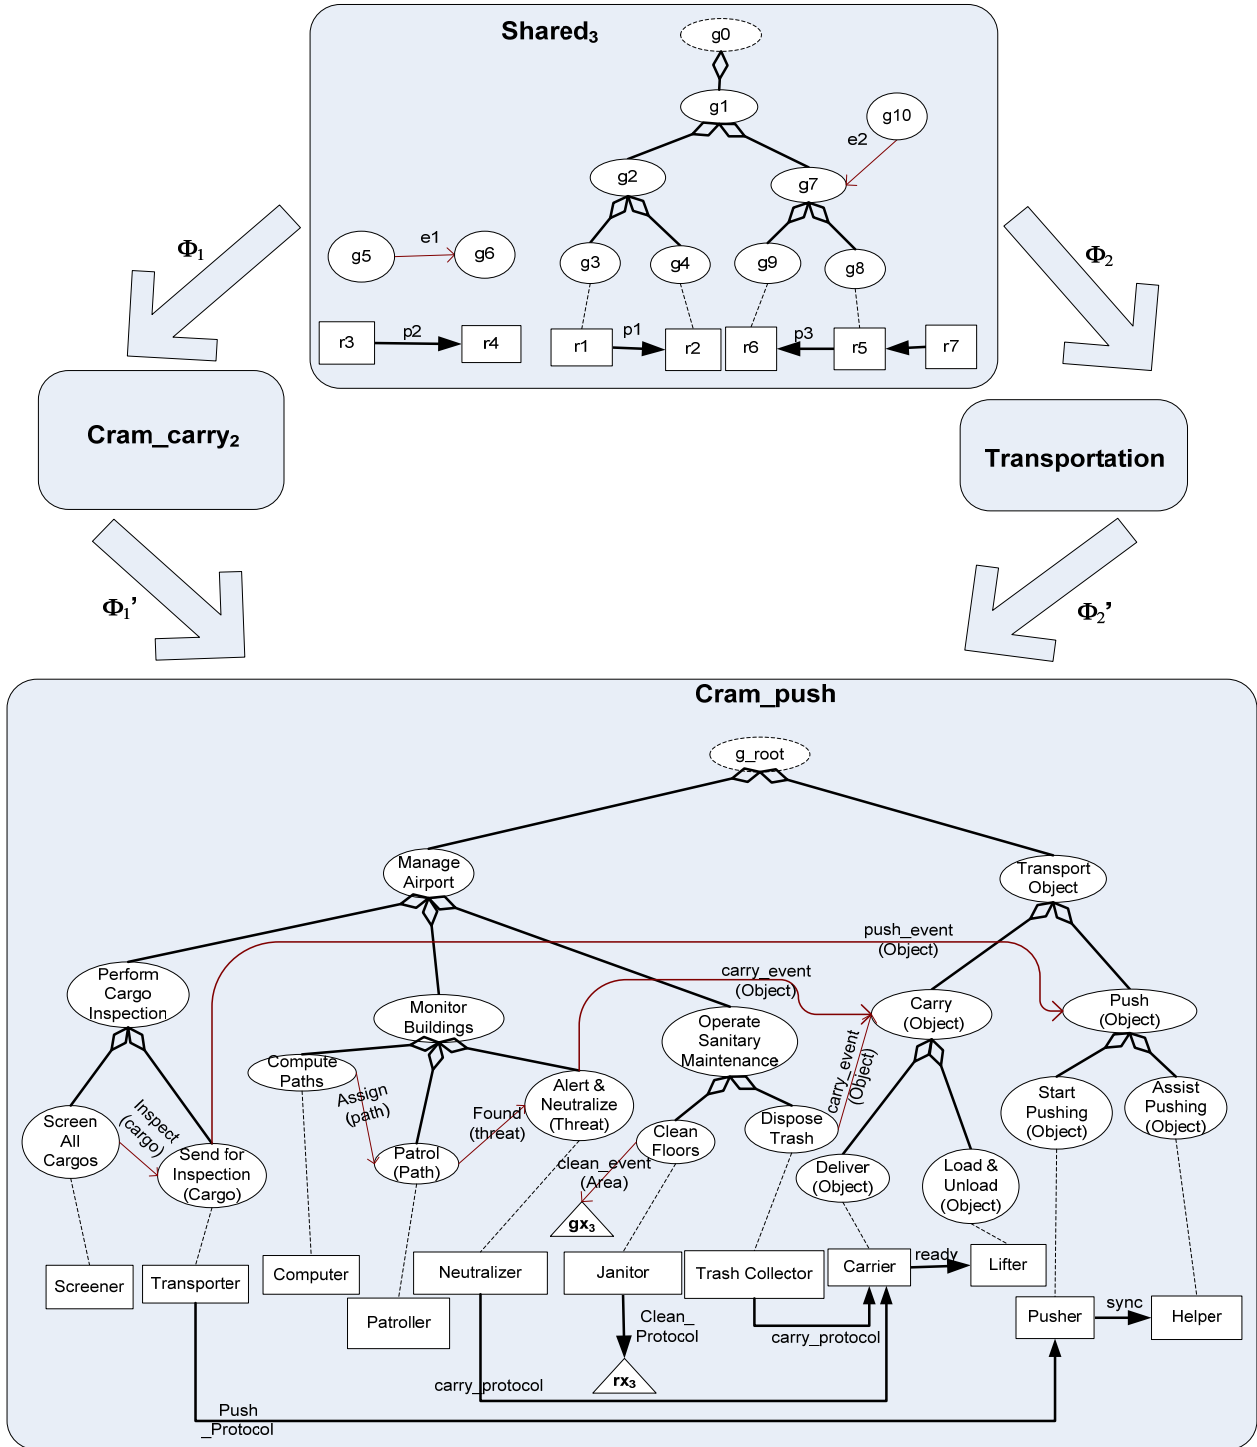 Shared₃
g0
g1
g10
e2
g2
g7
g5
e1
g6
g3
g4
g9
g8
r3
p2
r4
r1
p1
r2
r6
p3
r5
r7
Φ₁
Φ₂
Cram_carry₂
Transportation
Φ₁'
Φ₂'
Cram_push
g_root
Manage
Airport
Transport
Object
push_event
(Object)
carry_event
(Object)
Perform
Cargo
Inspection
Monitor
Buildings
Operate
Sanitary
Maintenance
Carry
(Object)
Push
(Object)
Compute
Paths
Assign
(path)
Found
(threat)
Alert &
Neutralize
(Threat)
carry_event
(Object)
Start
Pushing
(Object)
Assist
Pushing
(Object)
Screen
All
Cargos
Inspect
(cargo)
Send for
Inspection
(Cargo)
Patrol
(Path)
Clean
Floors
Dispose
Trash
clean_event
(Area)
Deliver
(Object)
Load &
Unload
(Object)
gx₃
Screener
Transporter
Computer
Patroller
Neutralizer
Janitor
Trash Collector
Carrier
ready
Lifter
Pusher
sync
Helper
Clean_
Protocol
carry_protocol
rx₃
carry_protocol
Push
_Protocol